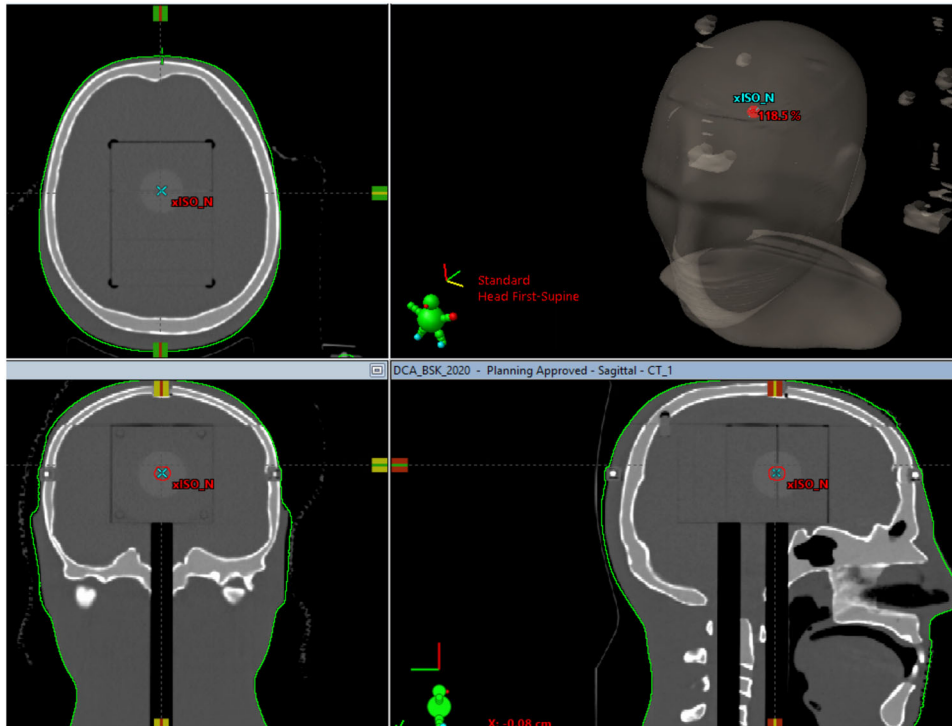 xISO_N
xISO_N
118.5 %
Standard
Head First-Supine
DCA_BSK_2020 - Planning Approved - Sagittal - CT_1
xISO_N
xISO_N
X: -0.08 cm